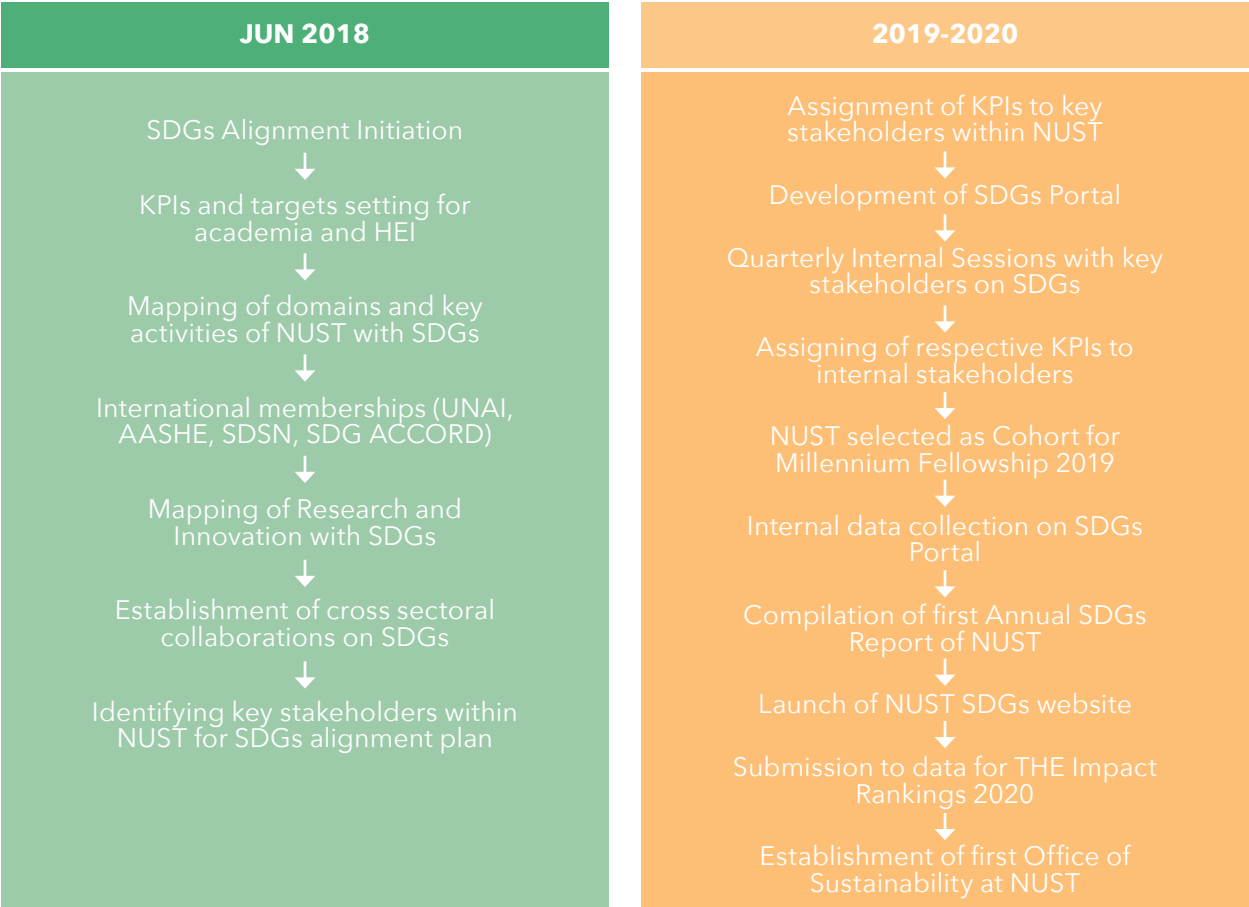 JUN 2018
SDGs Alignment Initiation
KPIs and targets setting for
academia and HEI
Mapping of domains and key
activities of NUST with SDGs
International memberships (UNAI,
AASHE, SDSN, SDG ACCORD)
Mapping of Research and
Innovation with SDGs
Establishment of cross sectoral
collaborations on SDGs
Identifying key stakeholders within
NUST for SDGs alignment plan
2019-2020
Assignment of KPIs to key
stakeholders within NUST
Development of SDGs Portal
Quarterly Internal Sessions with key
stakeholders on SDGs
Assigning of respective KPIs to
internal stakeholders
NUST selected as Cohort for
Millennium Fellowship 2019
Internal data collection on SDGs
Portal
Compilation of first Annual SDGs
Report of NUST
Launch of NUST SDGs website
Submission to data for THE Impact
Rankings 2020
Establishment of first Office of
Sustainability at NUST